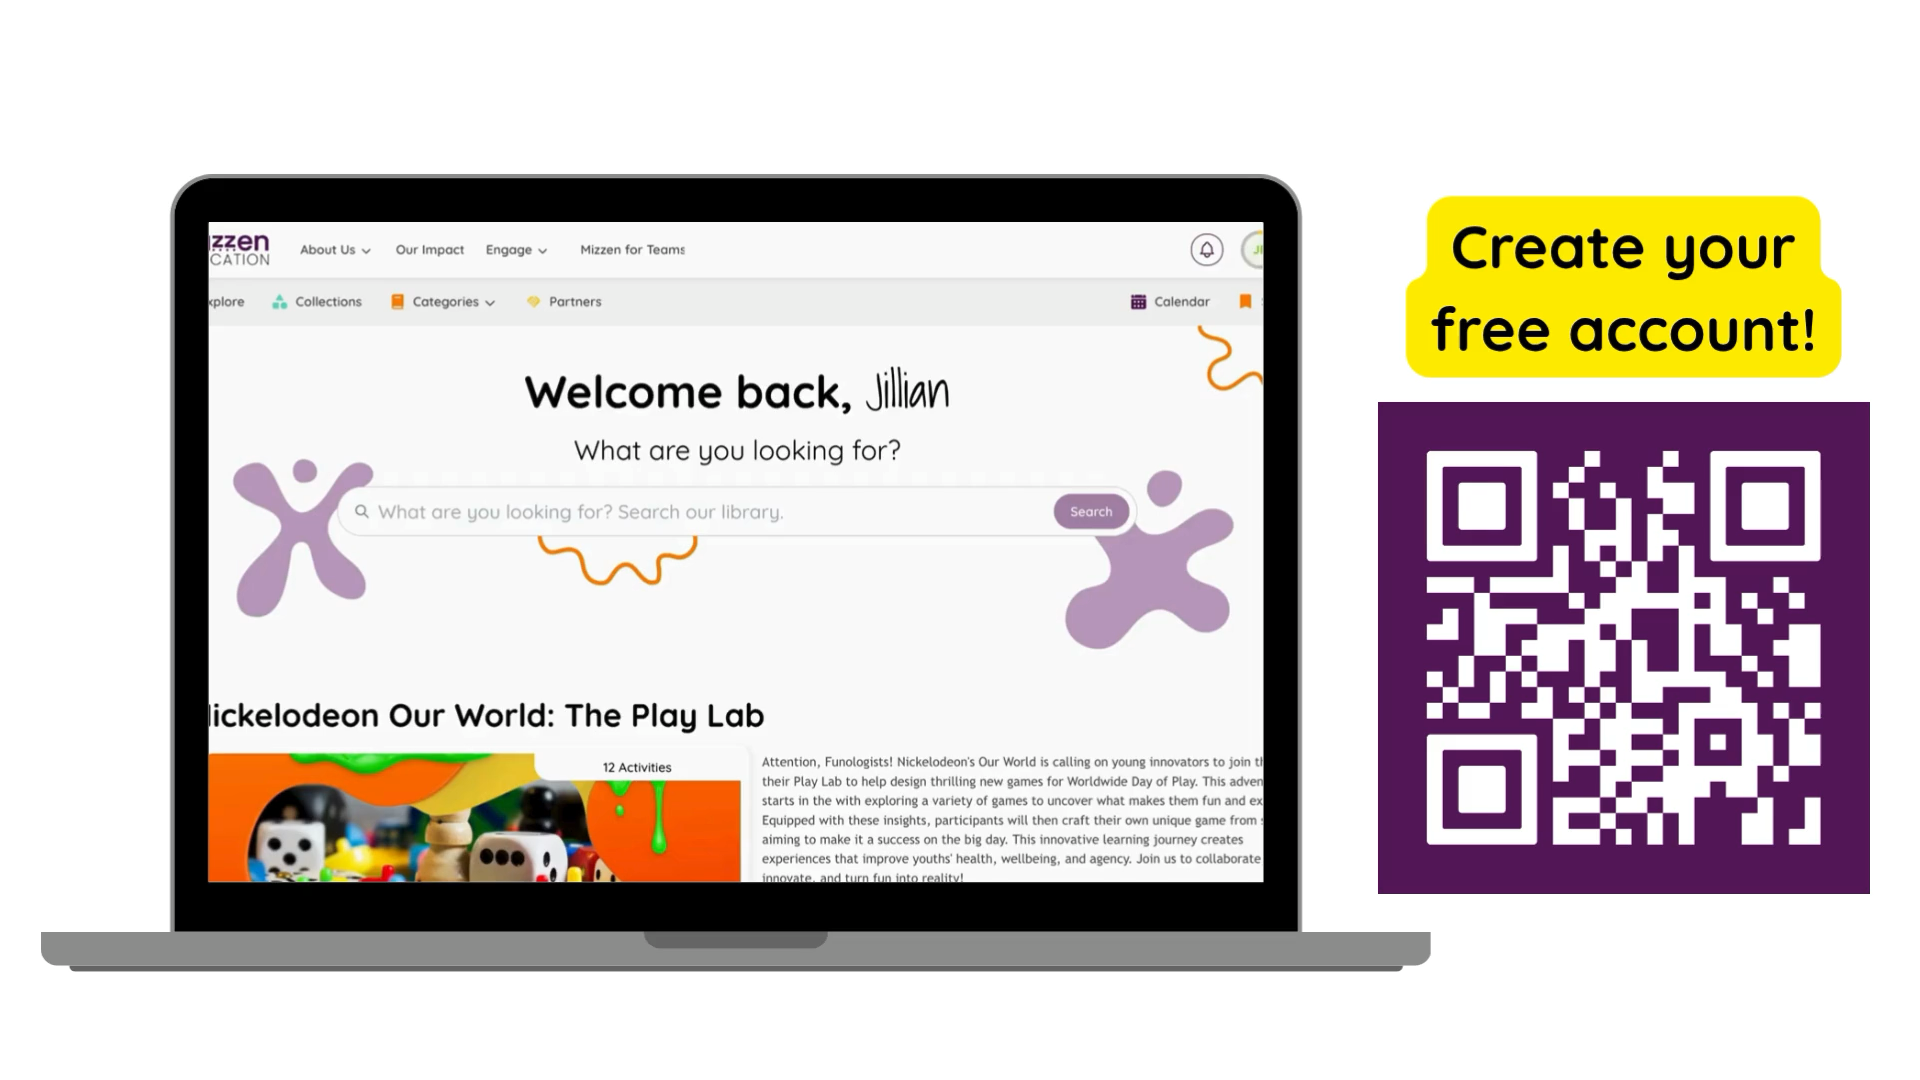 izzen
CATION
About Us
Our Impact
Engage
Mizzen for Teams
xplore
Collections
Categories
Partners
Calendar
Welcome back, Jillian
What are you looking for?
What are you looking for? Search our library.
Search
ickelodeon Our World: The Play Lab
12 Activities
Attention, Funologists! Nickelodeon's Our World is calling on young innovators to join th
their Play Lab to help design thrilling new games for Worldwide Day of Play. This adven
starts in the with exploring a variety of games to uncover what makes them fun and ex
Equipped with these insights, participants will then craft their own unique game from s
aiming to make it a success on the big day. This innovative learning journey creates
experiences that improve youths' health, wellbeing, and agency. Join us to collaborate
innovate, and turn fun into reality!
Create your
free account!